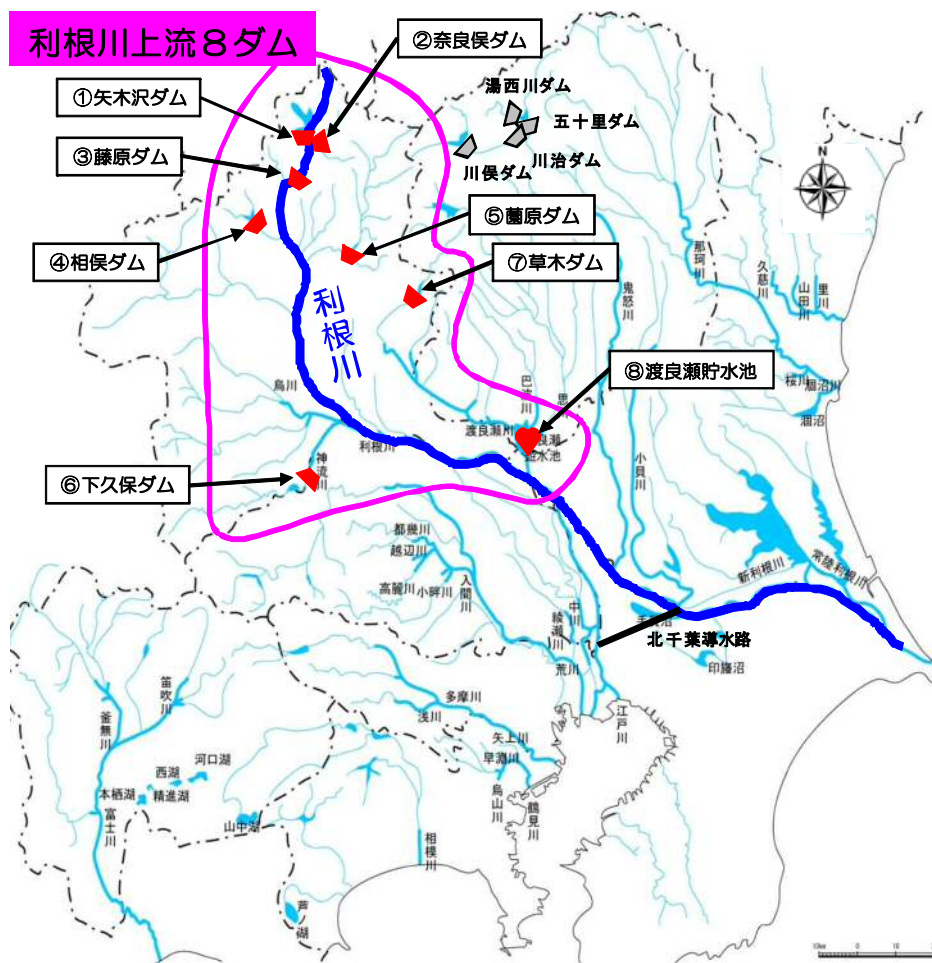 利根川上流８ダム
②奈良俣ダム
①矢木沢ダム
③藤原ダム
④相俣ダム
⑤薗原ダム
⑦草木ダム
⑧渡良瀬貯水池
⑥下久保ダム
湯西川ダム
五十里ダム
川治ダム
川俣ダム
N
利根川
那珂川
久慈川
山田川
里川
鬼怒川
桜川
涸沼川
涸沼
巴波川
思川
渡良瀬川
烏川
利根川
神流川
小貝川
都幾川
越辺川
高麗川
小畔川
入間川
綾瀬川
中川
荒川
新利根川
常陸利根川
手賀沼
北千葉導水路
印旛沼
江戸川
多摩川
浅川
矢上川
早淵川
鳥山川
鶴見川
笛吹川
釜無川
河口湖
西湖
精進湖
本栖湖
富士川
山中湖
相模川
芦ノ湖
10km
0
10